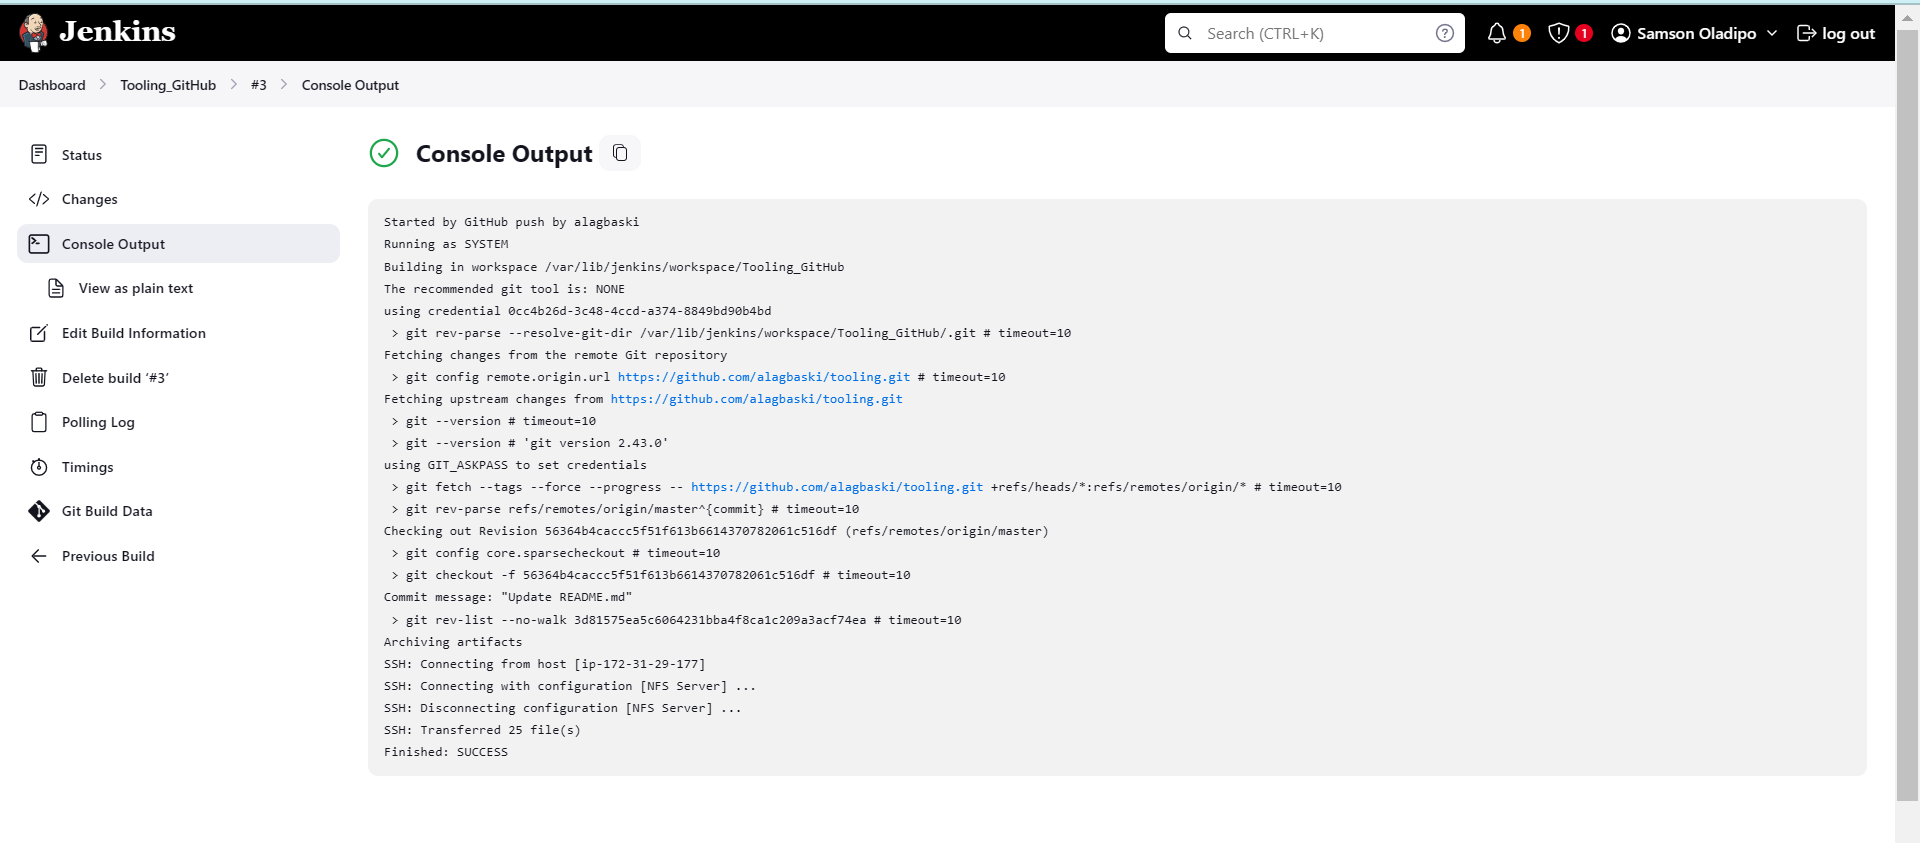 Jenkins
Search (CTRL+K)
1
1
Samson Oladipo
log out
Dashboard
Tooling_GitHub
#3
Console Output
Status
Changes
Console Output
View as plain text
Edit Build Information
Delete build ‘#3’
Polling Log
Timings
Git Build Data
Previous Build
Console Output
Started by GitHub push by alagbaski
Running as SYSTEM
Building in workspace /var/lib/jenkins/workspace/Tooling_GitHub
The recommended git tool is: NONE
using credential 0cc4b26d-3c48-4ccd-a374-8849bd90b4bd
> git rev-parse --resolve-git-dir /var/lib/jenkins/workspace/Tooling_GitHub/.git # timeout=10
Fetching changes from the remote Git repository
> git config remote.origin.url https://github.com/alagbaski/tooling.git # timeout=10
Fetching upstream changes from https://github.com/alagbaski/tooling.git
> git --version # timeout=10
> git --version # 'git version 2.43.0'
using GIT_ASKPASS to set credentials
> git fetch --tags --force --progress -- https://github.com/alagbaski/tooling.git +refs/heads/*:refs/remotes/origin/* # timeout=10
> git rev-parse refs/remotes/origin/master^{commit} # timeout=10
Checking out Revision 56364b4caccc5f51f613b6614370782061c516df (refs/remotes/origin/master)
> git config core.sparsecheckout # timeout=10
> git checkout -f 56364b4caccc5f51f613b6614370782061c516df # timeout=10
Commit message: "Update README.md"
> git rev-list --no-walk 3d81575ea5c6064231bba4f8ca1c209a3acf74ea # timeout=10
Archiving artifacts
SSH: Connecting from host [ip-172-31-29-177]
SSH: Connecting with configuration [NFS Server] ...
SSH: Disconnecting configuration [NFS Server] ...
SSH: Transferred 25 file(s)
Finished: SUCCESS